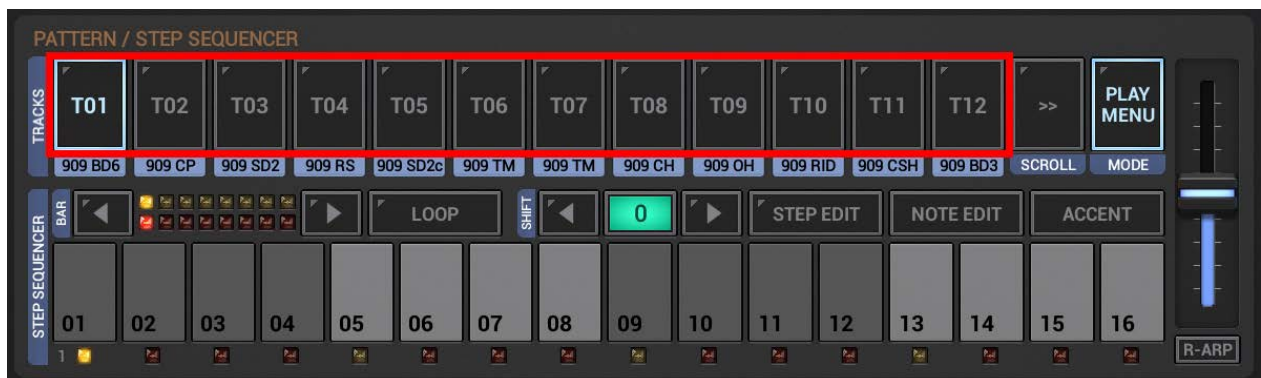 PATTERN / STEP SEQUENCER
TRACKS
T01 T02 T03 T04 T05 T06 T07 T08 T09 T10 T11 T12 >> PLAY MENU
909 BD6 909 CP 909 SD2 909 RS 909 SD2c 909 TM 909 TM 909 CH 909 OH 909 RID 909 CSH 909 BD3 SCROLL MODE
STEP SEQUENCER
BAR LOOP SHIFT 0 STEP EDIT NOTE EDIT ACCENT
01 02 03 04 05 06 07 08 09 10 11 12 13 14 15 16
1 R-ARP